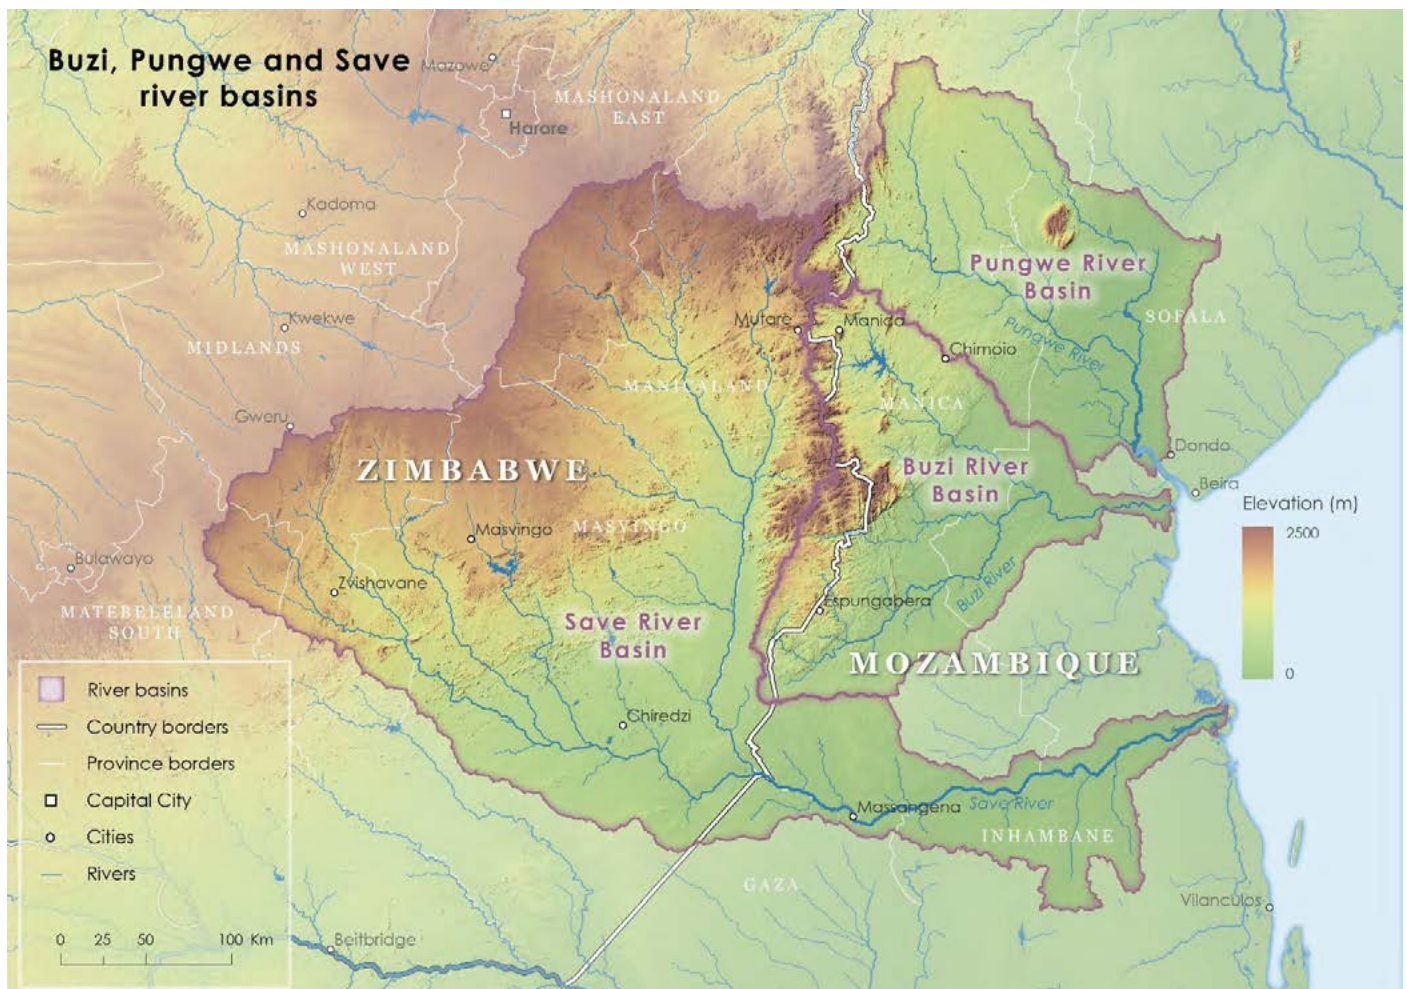 Buzi, Pungwe and Save
river basins
Mazowe
MASHONALAND
EAST
Harare
Kadoma
MASHONALAND
WEST
Pungwe River
Basin
SOFALA
Kwekwe
MIDLANDS
Mutare
Manica
Pungwe River
Chimoio
MANICALAND
MANICA
Gweru
Dondo
ZIMBABWE
Buzi River
Basin
Beira
Elevation (m)
2500
0
Masvingo
MASVINGO
Bulawayo
Zvishavane
Buzi River
Espungabera
MATEBELELAND
SOUTH
Save River
Basin
MOZAMBIQUE
River basins
Country borders
Province borders
Capital City
Cities
Rivers
0 25 50 100 Km
Chiredzi
Massangena
Save River
INHAMBANE
GAZA
Vilanculos
Beitbridge